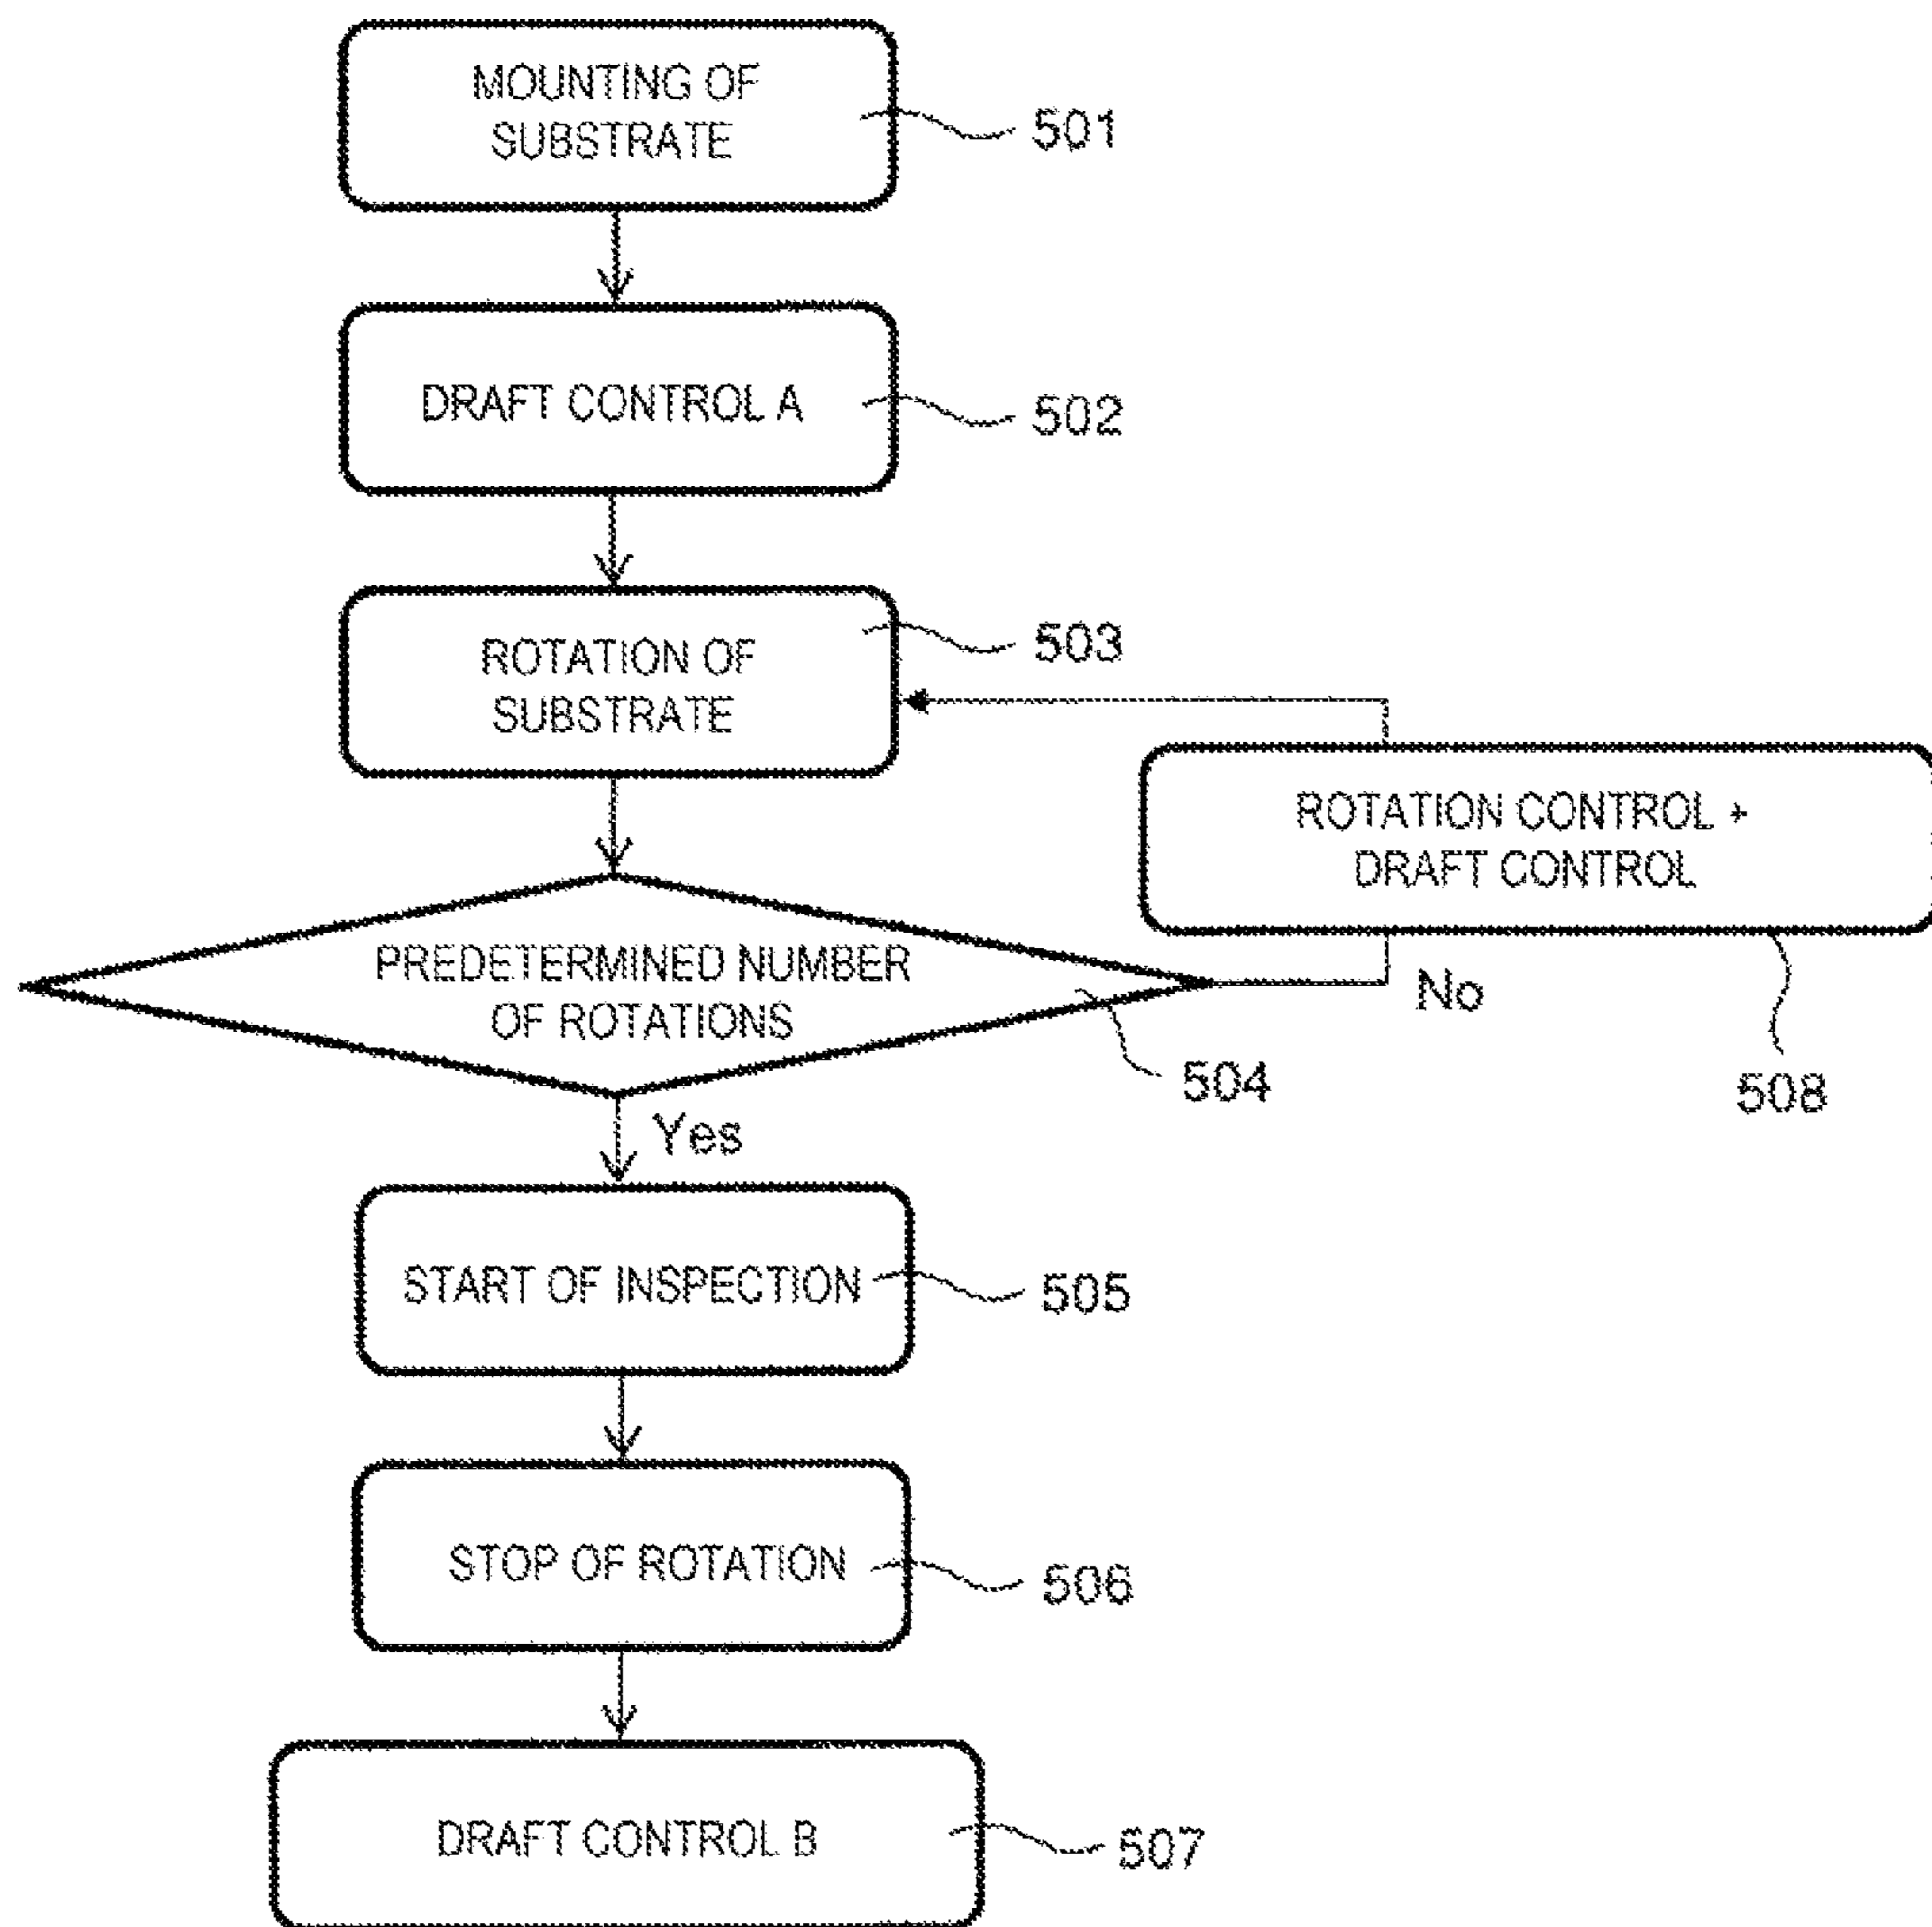 MOUNTING OF
SUBSTRATE
501
DRAFT CONTROL A
502
ROTATION OF
SUBSTRATE
503
ROTATION CONTROL +
DRAFT CONTROL
508
PREDETERMINED NUMBER
OF ROTATIONS
504
No
Yes
START OF INSPECTION
505
STOP OF ROTATION
506
DRAFT CONTROL B
507